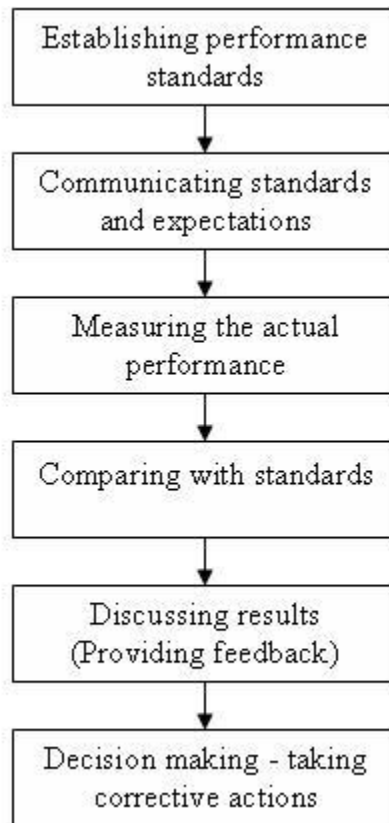 Establishing performance
standards
Communicating standards
and expectations
Measuring the actual
performance
Comparing with standards
Discussing results
(Providing feedback)
Decision making - taking
corrective actions